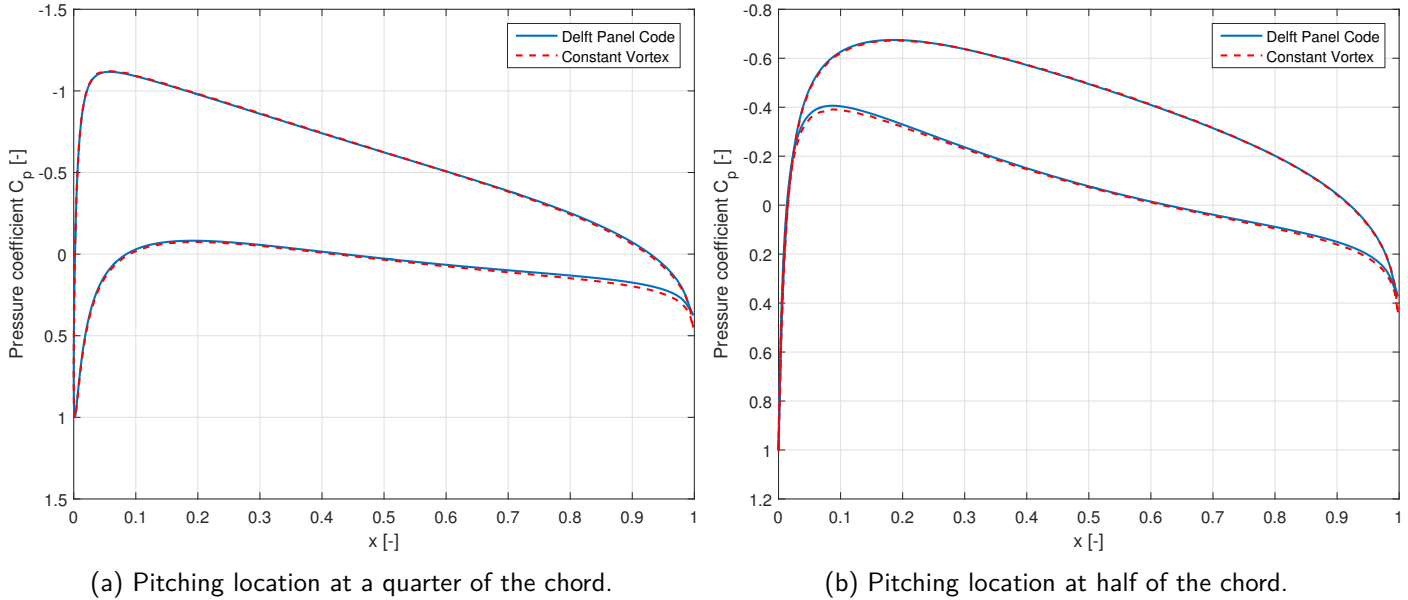 -1.5
-1
-0.5
0
0.5
1
1.5
Pressure coefficient Cp [-]
0 0.1 0.2 0.3 0.4 0.5 0.6 0.7 0.8 0.9 1
x [-]
Delft Panel Code
Constant Vortex
(a) Pitching location at a quarter of the chord.
-0.8
-0.6
-0.4
-0.2
0
0.2
0.4
0.6
0.8
1
1.2
Pressure coefficient Cp [-]
0 0.1 0.2 0.3 0.4 0.5 0.6 0.7 0.8 0.9 1
x [-]
Delft Panel Code
Constant Vortex
(b) Pitching location at half of the chord.